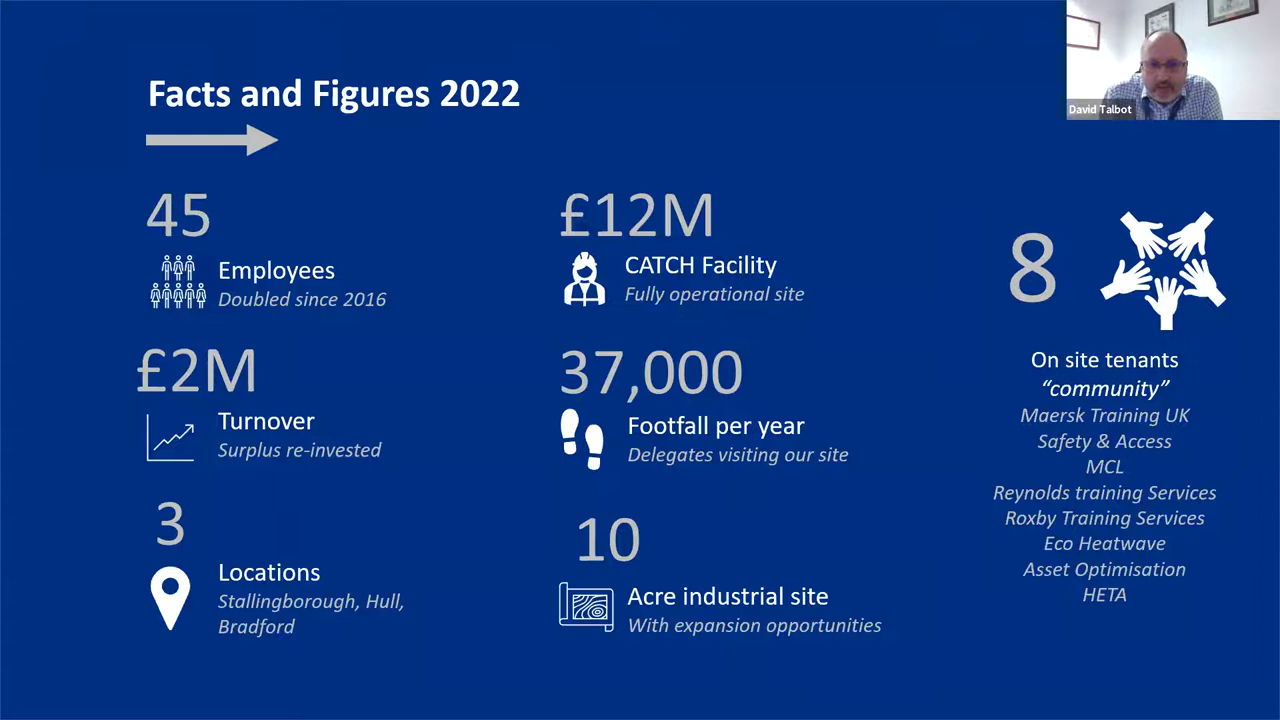 Facts and Figures 2022
David Talbot
45
Employees
Doubled since 2016
£2M
Turnover
Surplus re-invested
3
Locations
Stallingborough, Hull,
Bradford
£12M
CATCH Facility
Fully operational site
37,000
Footfall per year
Delegates visiting our site
10
Acre industrial site
With expansion opportunities
8
On site tenants
“community”
Maersk Training UK
Safety & Access
MCL
Reynolds training Services
Roxby Training Services
Eco Heatwave
Asset Optimisation
HETA